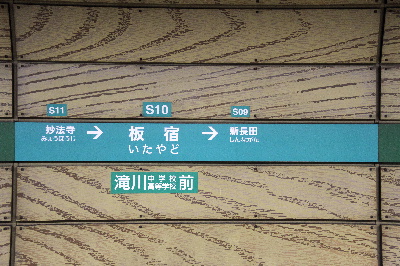 S11 S10 S09
妙法寺 → 板宿 → 新長田
みょうほうじ いたやど しんながた
滝川中学校高等学校前